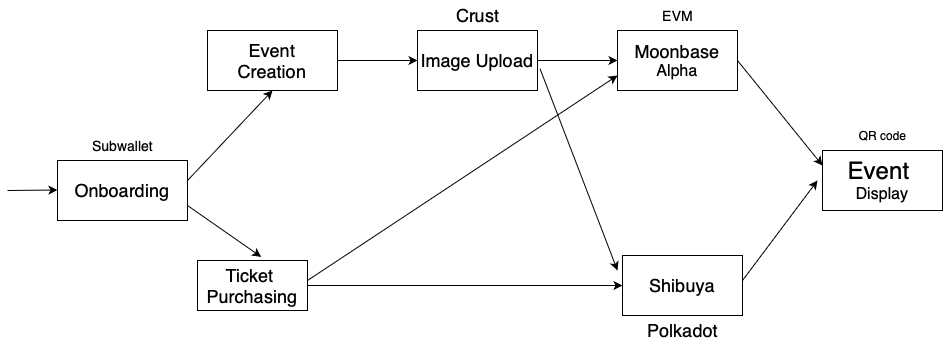 Crust
EVM
Event
Creation
Image Upload
Moonbase
Alpha
Subwallet
QR code
Onboarding
Event
Display
Ticket
Purchasing
Shibuya
Polkadot